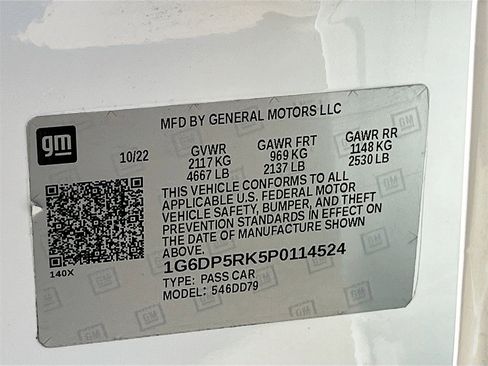 MFD BY GENERAL MOTORS LLC
gm
10/22 GVWR GAWR FRT GAWR RR
2117 KG 969 KG 1148 KG
4667 LB 2137 LB 2530 LB
THIS VEHICLE CONFORMS TO ALL
APPLICABLE U.S. FEDERAL MOTOR
VEHICLE SAFETY, BUMPER, AND THEFT
PREVENTION STANDARDS IN EFFECT ON
THE DATE OF MANUFACTURE SHOWN
ABOVE.
1G6DP5RK5P0114524
140X
TYPE: PASS CAR
MODEL: 546DD79